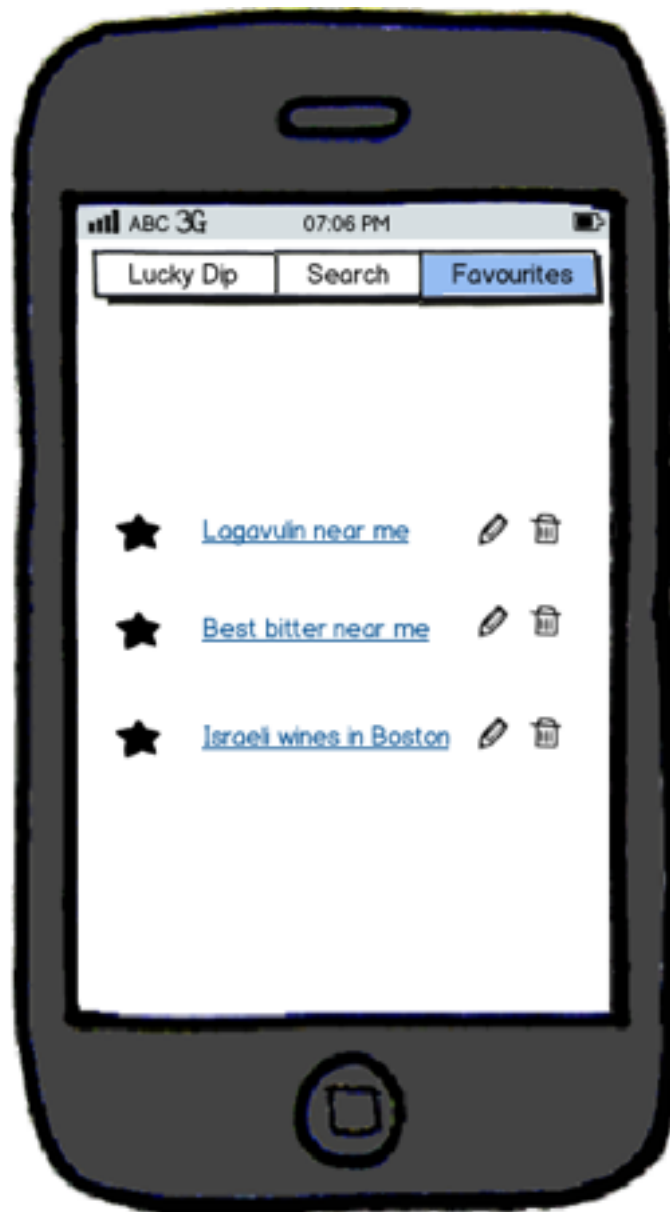 ABC 3G 07:06 PM
Lucky Dip Search Favourites
Lagavulin near me
Best bitter near me
Israeli wines in Boston